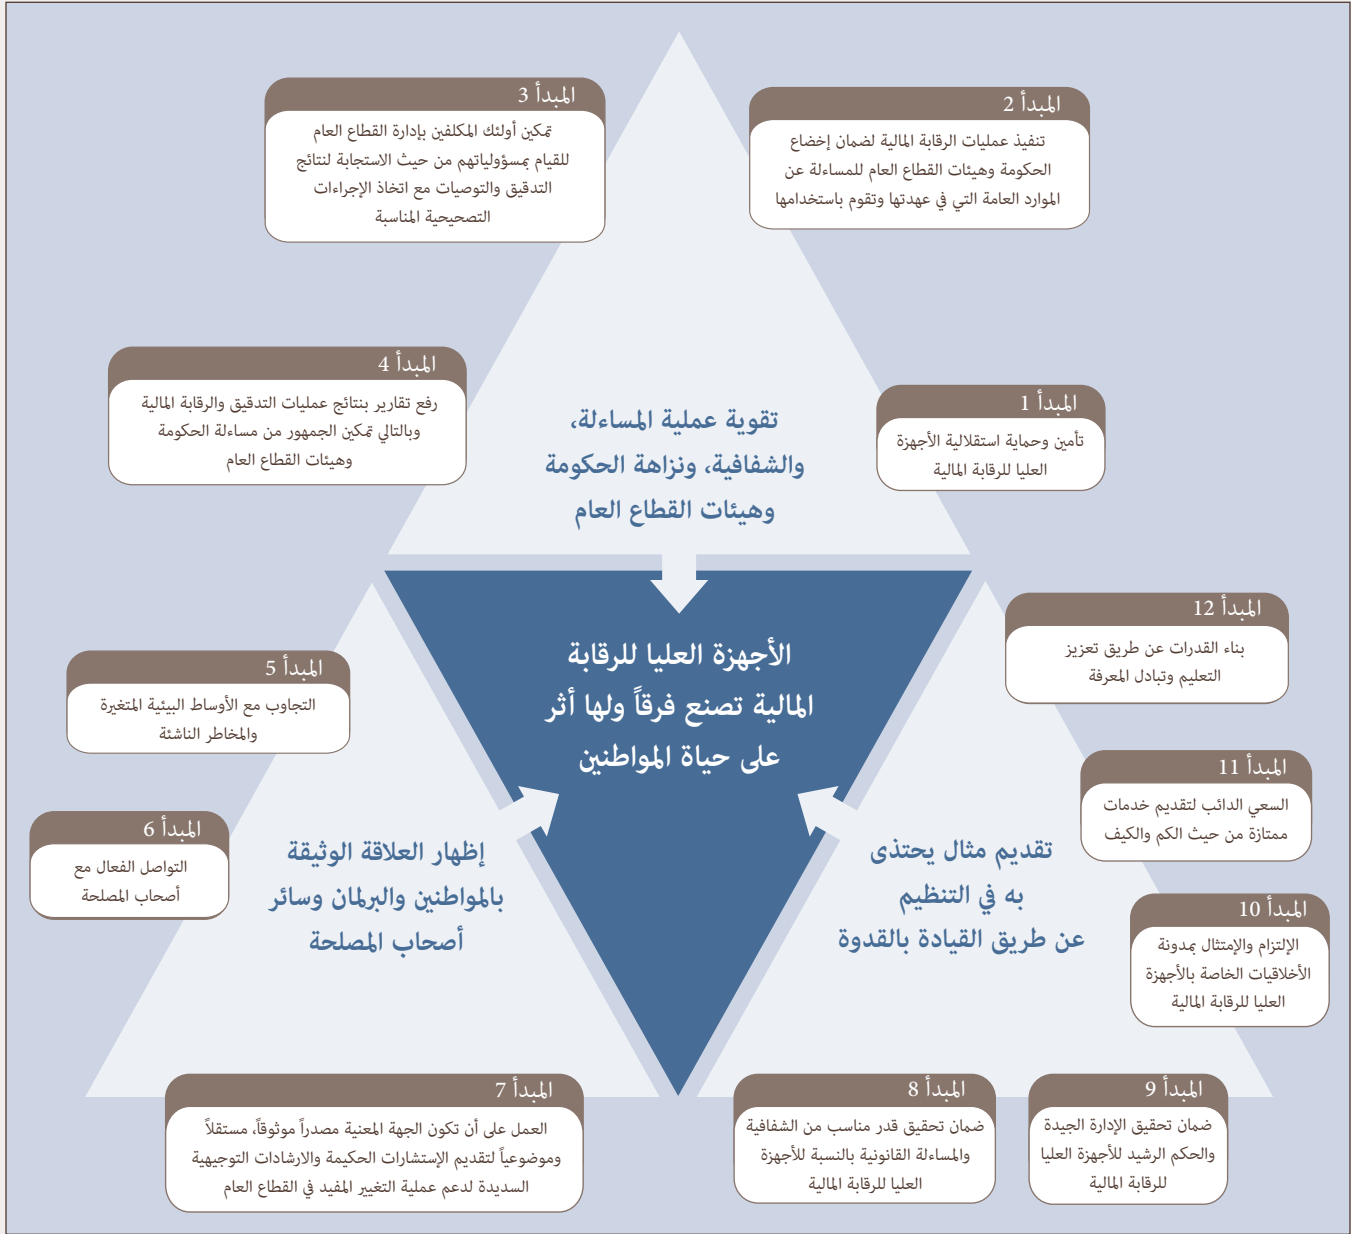 المبدأ 3
تمكين أولئك المكلفين بإدارة القطاع العام
للقيام بمسؤولياتهم من حيث الاستجابة لنتائج
التدقيق والتوصيات مع اتخاذ الإجراءات
التصحيحية المناسبة
المبدأ 2
تنفيذ عمليات الرقابة المالية لضمان إخضاع
الحكومة وهيئات القطاع العام للمساءلة عن
الموارد العامة التي في عهدتها وتقوم باستخدامها
المبدأ 4
رفع تقارير بنتائج عمليات التدقيق والرقابة المالية
وبالتالي تمكين الجمهور من مساءلة الحكومة
وهيئات القطاع العام
المبدأ 1
تأمين وحماية استقلالية الأجهزة
العليا للرقابة المالية
تقوية عملية المساءلة،
والشفافية، ونزاهة الحكومة
وهيئات القطاع العام
المبدأ 12
بناء القدرات عن طريق تعزيز
التعليم وتبادل المعرفة
الأجهزة العليا للرقابة
المالية تصنع فرقاً ولها أثر
على حياة المواطنين
المبدأ 5
التجاوب مع الأوساط البيئية المتغيرة
والمخاطر الناشئة
المبدأ 11
السعي الدائب لتقديم خدمات
ممتازة من حيث الكم والكيف
المبدأ 6
التواصل الفعال مع
أصحاب المصلحة
إظهار العلاقة الوثيقة
بالمواطنين والبرلمان وسائر
أصحاب المصلحة
تقديم مثال يحتذى
به في التنظيم
عن طريق القيادة بالقدوة
المبدأ 10
الإلتزام والإمتثال بمدونة
الأخلاقيات الخاصة بالأجهزة
العليا للرقابة المالية
المبدأ 9
ضمان تحقيق الإدارة الجيدة
والحكم الرشيد للأجهزة العليا
للرقابة المالية
المبدأ 8
ضمان تحقيق قدر مناسب من الشفافية
والمساءلة القانونية بالنسبة للأجهزة
العليا للرقابة المالية
المبدأ 7
العمل على أن تكون الجهة المعنية مصدراً موثوقاً، مستقلاً
وموضوعياً لتقديم الإستشارات الحكيمة والارشادات التوجيهية
السديدة لدعم عملية التغيير المفيد في القطاع العام